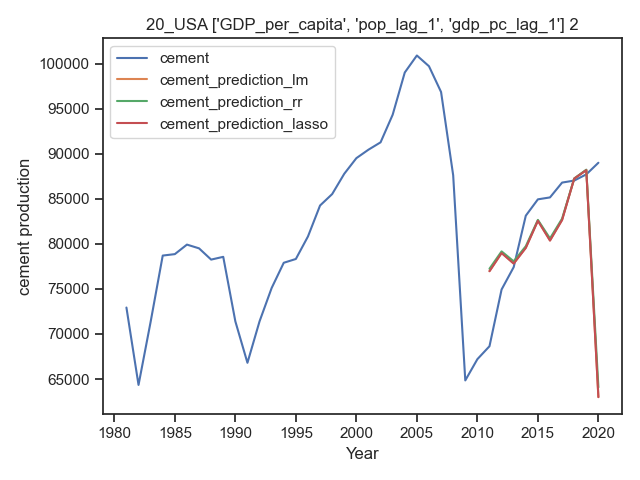 20_USA ['GDP_per_capita', 'pop_lag_1', 'gdp_pc_lag_1'] 2
cement
cement_prediction_lm
cement_prediction_rr
cement_prediction_lasso
cement production
100000
95000
90000
85000
80000
75000
70000
65000
1980 1985 1990 1995 2000 2005 2010 2015 2020
Year